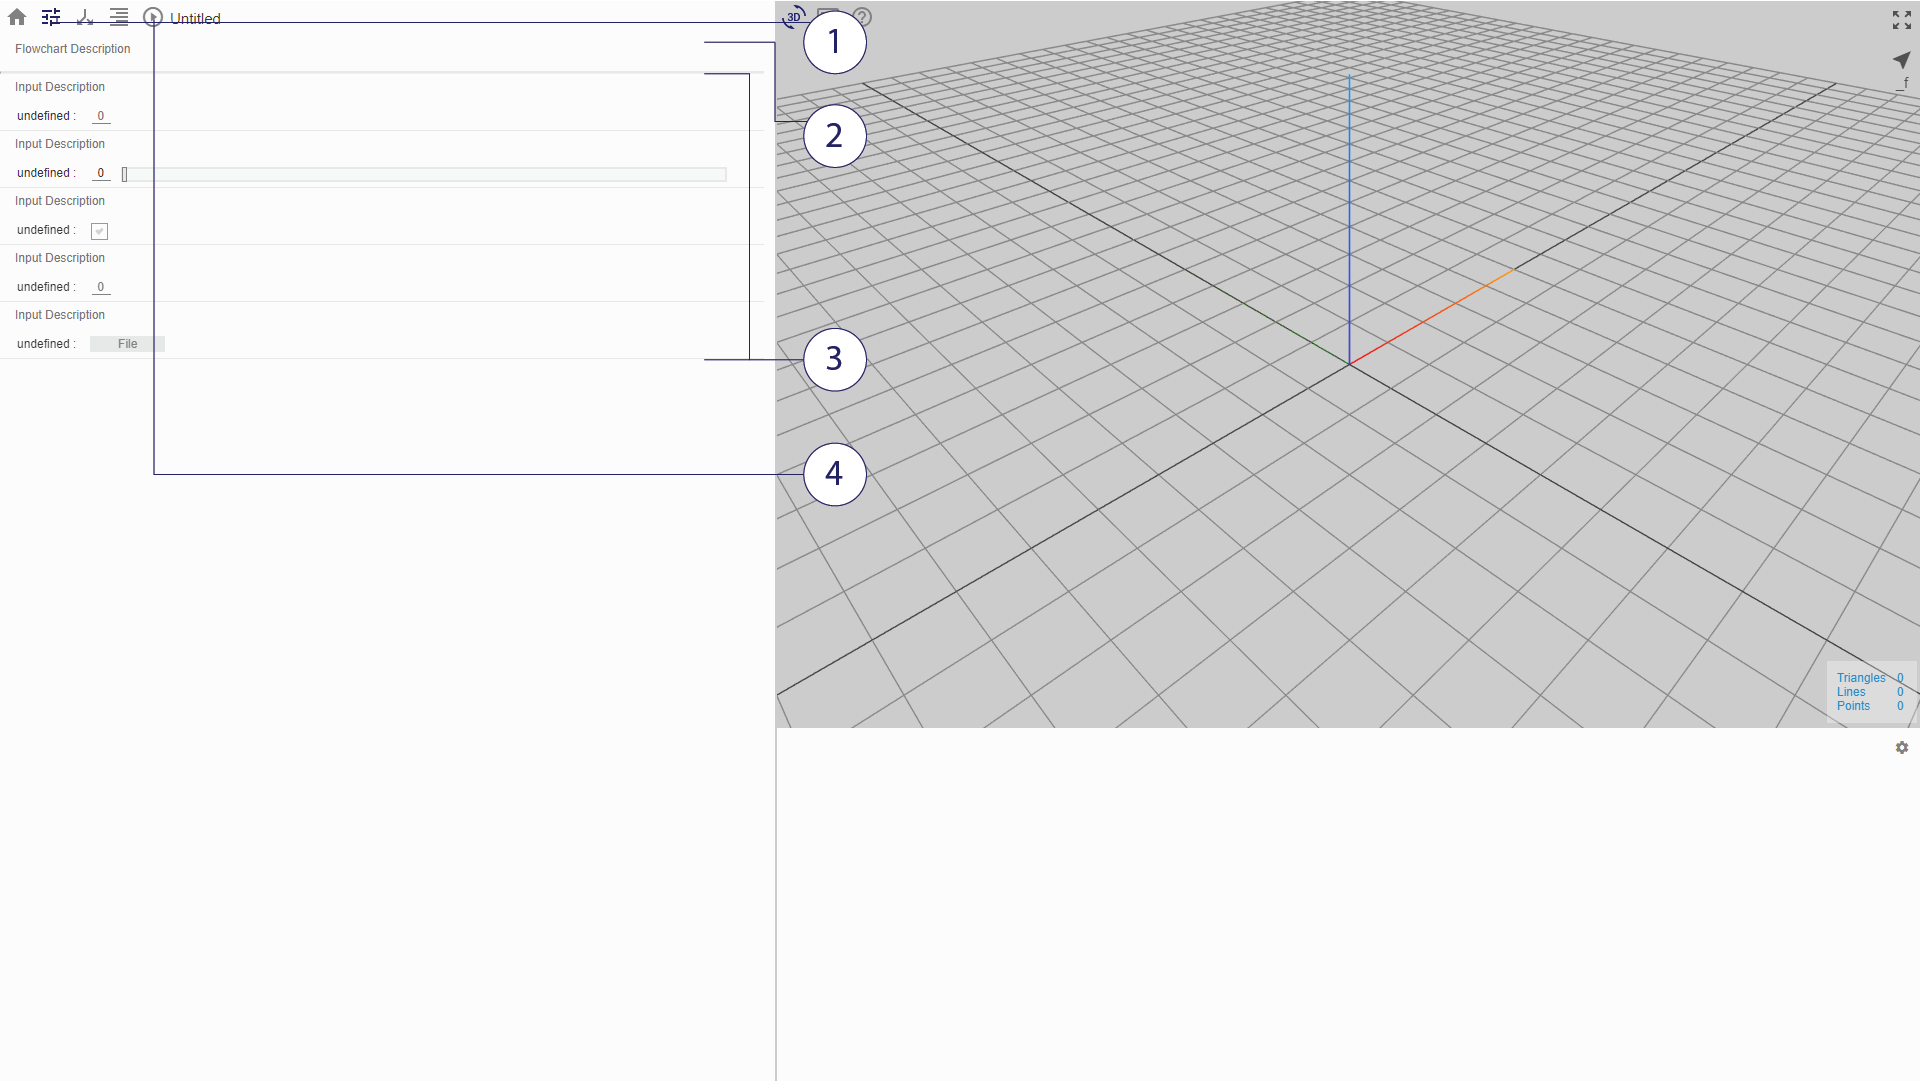 Untitled
3D
?
1
Flowchart Description
_f
Input Description
undefined : 0
2
Input Description
undefined : 0
Input Description
undefined :
Input Description
undefined : 0
Input Description
undefined : File
3
4
Triangles 0
Lines 0
Points 0